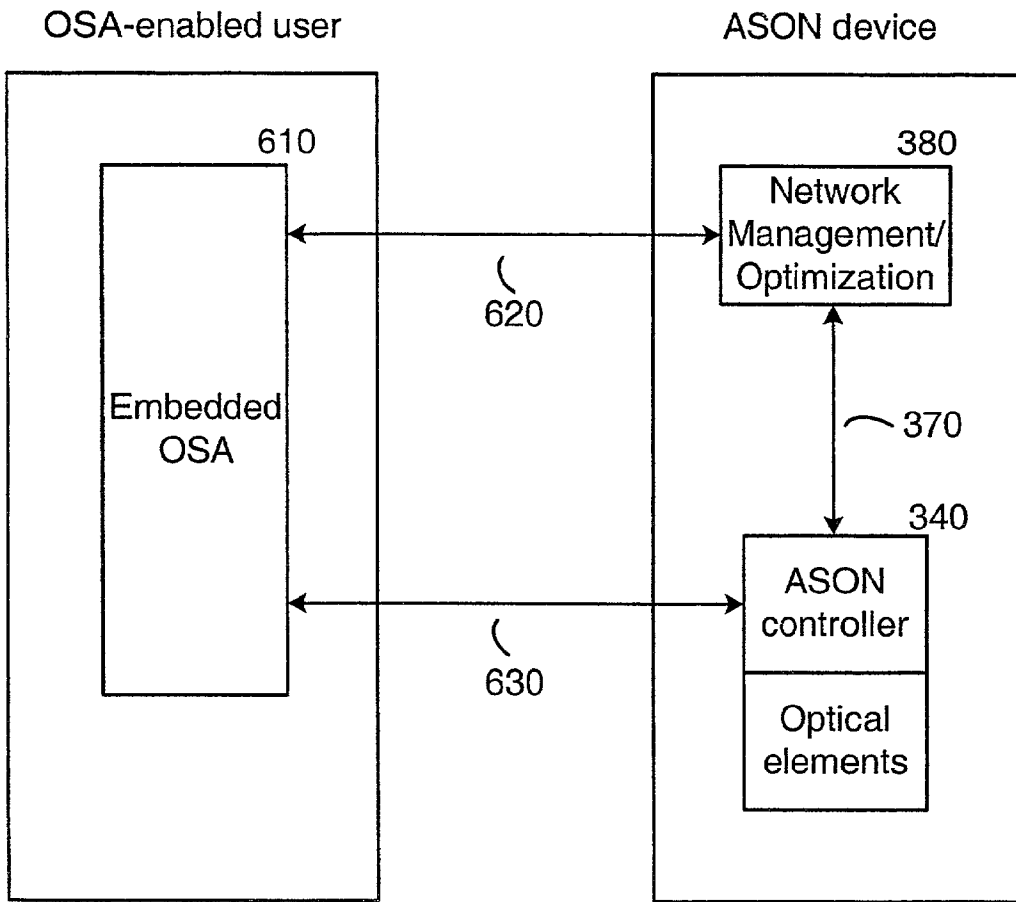 OSA-enabled user
ASON device
610
380
Network
Management/
Optimization
620
Embedded
OSA
370
340
ASON
controller
630
Optical
elements